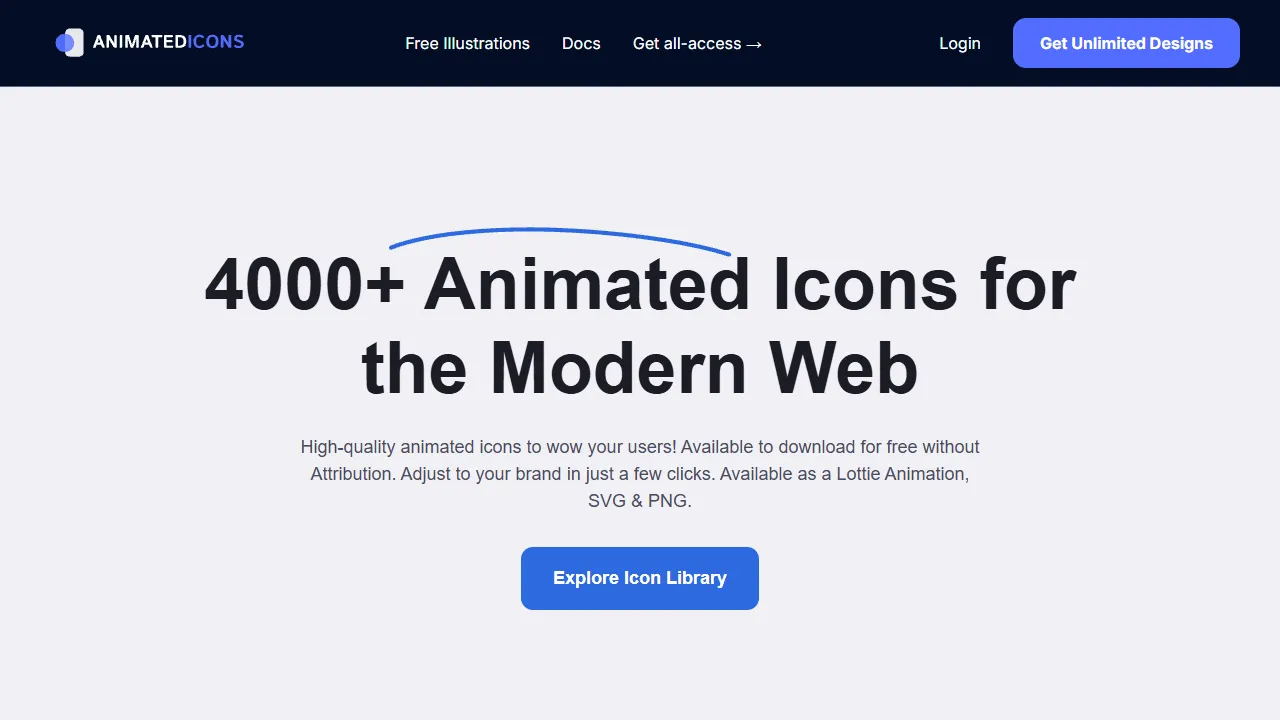 ANIMATEDICONS
Free Illustrations
Docs
Get all-access →
Login
Get Unlimited Designs
4000+ Animated Icons for
the Modern Web
High-quality animated icons to wow your users! Available to download for free without
Attribution. Adjust to your brand in just a few clicks. Available as a Lottie Animation,
SVG & PNG.
Explore Icon Library